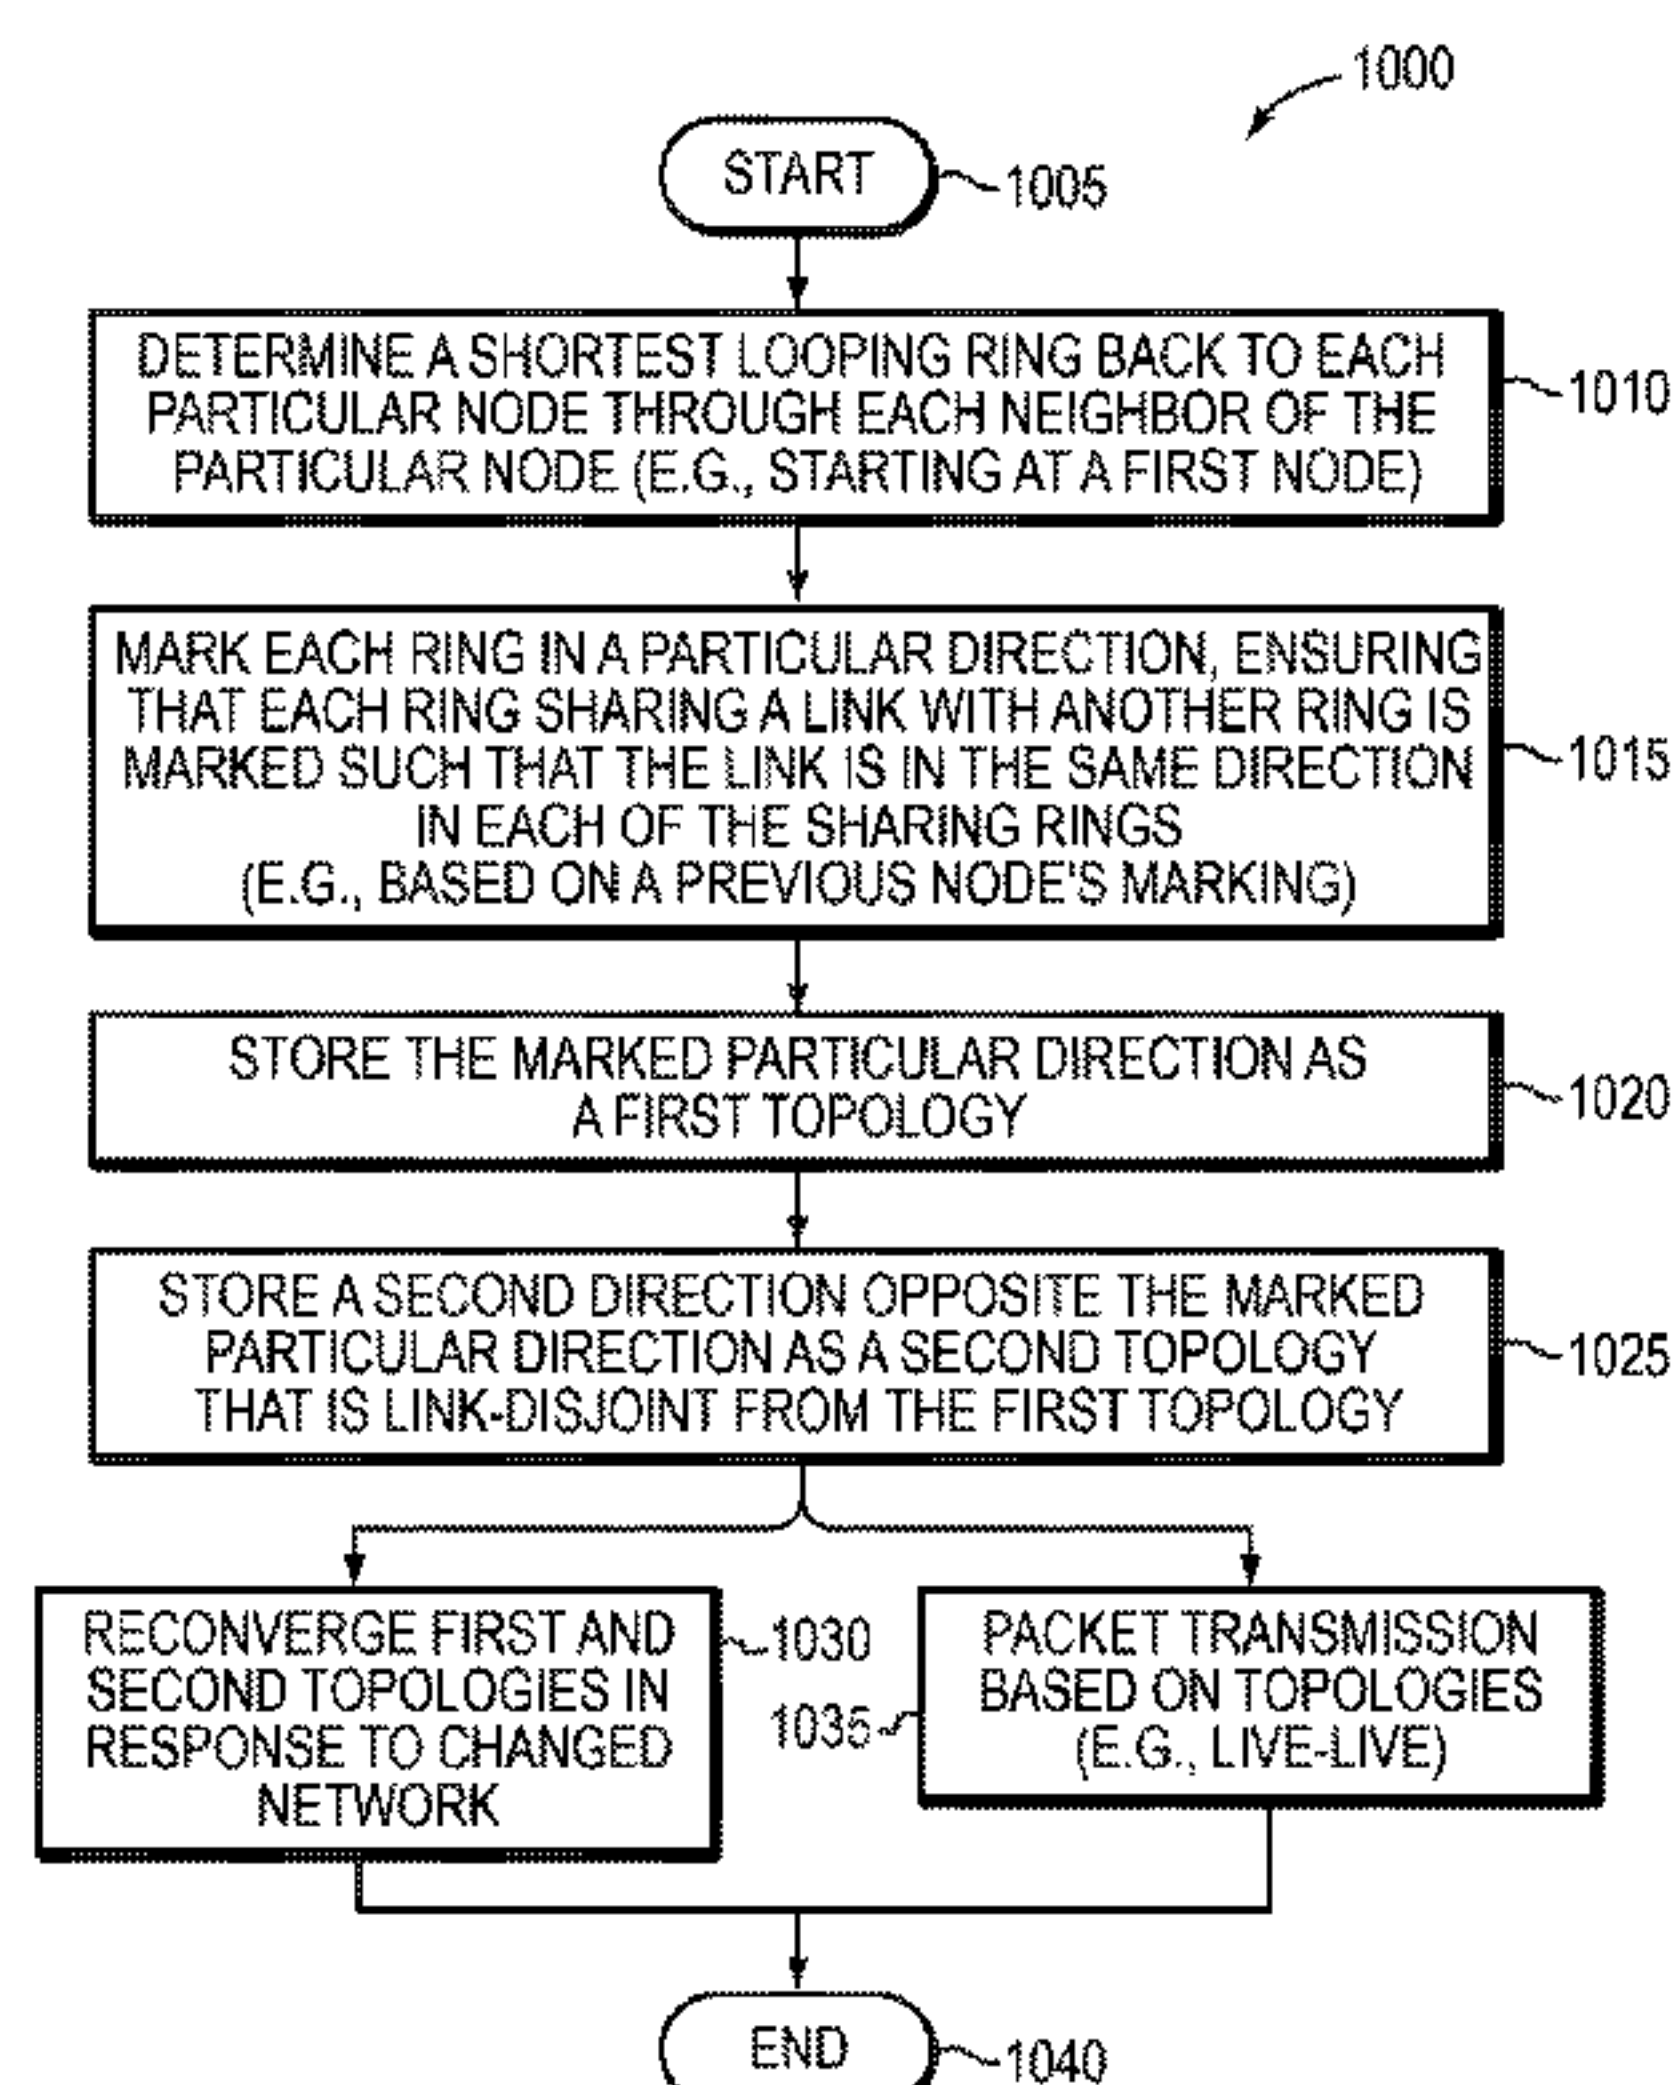 1000
START
1005
DETERMINE A SHORTEST LOOPING RING BACK TO EACH
PARTICULAR NODE THROUGH EACH NEIGHBOR OF THE
PARTICULAR NODE (E.G., STARTING AT A FIRST NODE)
1010
MARK EACH RING IN A PARTICULAR DIRECTION, ENSURING
THAT EACH RING SHARING A LINK WITH ANOTHER RING IS
MARKED SUCH THAT THE LINK IS IN THE SAME DIRECTION
IN EACH OF THE SHARING RINGS
(E.G., BASED ON A PREVIOUS NODE'S MARKING)
1015
STORE THE MARKED PARTICULAR DIRECTION AS
A FIRST TOPOLOGY
1020
STORE A SECOND DIRECTION OPPOSITE THE MARKED
PARTICULAR DIRECTION AS A SECOND TOPOLOGY
THAT IS LINK-DISJOINT FROM THE FIRST TOPOLOGY
1025
RECONVERGE FIRST AND
SECOND TOPOLOGIES IN
RESPONSE TO CHANGED
NETWORK
1030
PACKET TRANSMISSION
BASED ON TOPOLOGIES
(E.G., LIVE-LIVE)
1035
END
1040